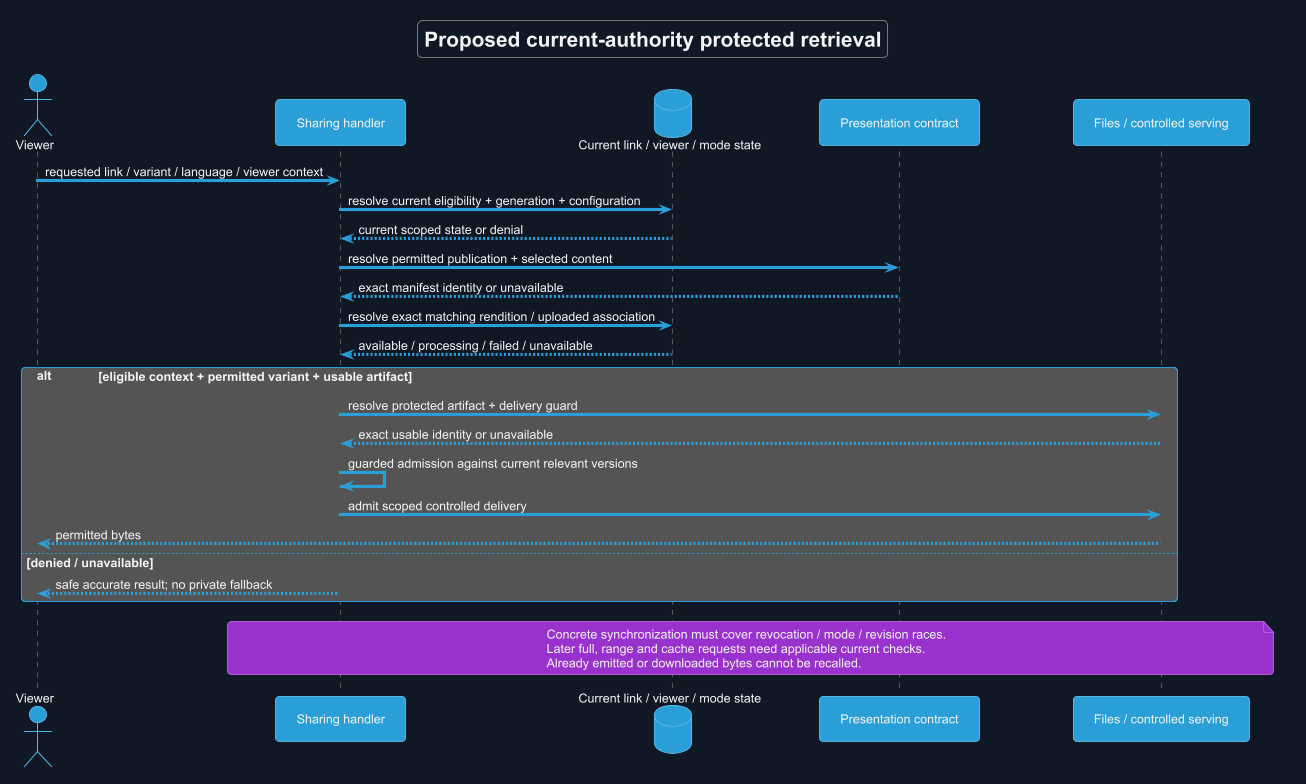 Proposed current-authority protected retrieval
Viewer
Sharing handler
Current link / viewer / mode state
Presentation contract
Files / controlled serving
requested link / variant / language / viewer context
resolve current eligibility + generation + configuration
current scoped state or denial
resolve permitted publication + selected content
exact manifest identity or unavailable
resolve exact matching rendition / uploaded association
available / processing / failed / unavailable
alt
[eligible context + permitted variant + usable artifact]
resolve protected artifact + delivery guard
exact usable identity or unavailable
guarded admission against current relevant versions
admit scoped controlled delivery
permitted bytes
[denied / unavailable]
safe accurate result; no private fallback
Concrete synchronization must cover revocation / mode / revision races.
Later full, range and cache requests need applicable current checks.
Already emitted or downloaded bytes cannot be recalled.
Viewer
Sharing handler
Current link / viewer / mode state
Presentation contract
Files / controlled serving